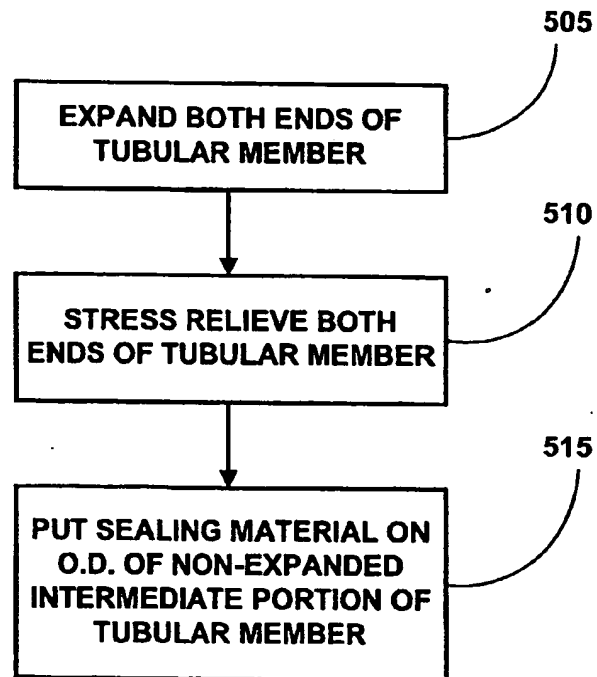 505
EXPAND BOTH ENDS OF
TUBULAR MEMBER
510
STRESS RELIEVE BOTH
ENDS OF TUBULAR MEMBER
515
PUT SEALING MATERIAL ON
O.D. OF NON-EXPANDED
INTERMEDIATE PORTION OF
TUBULAR MEMBER